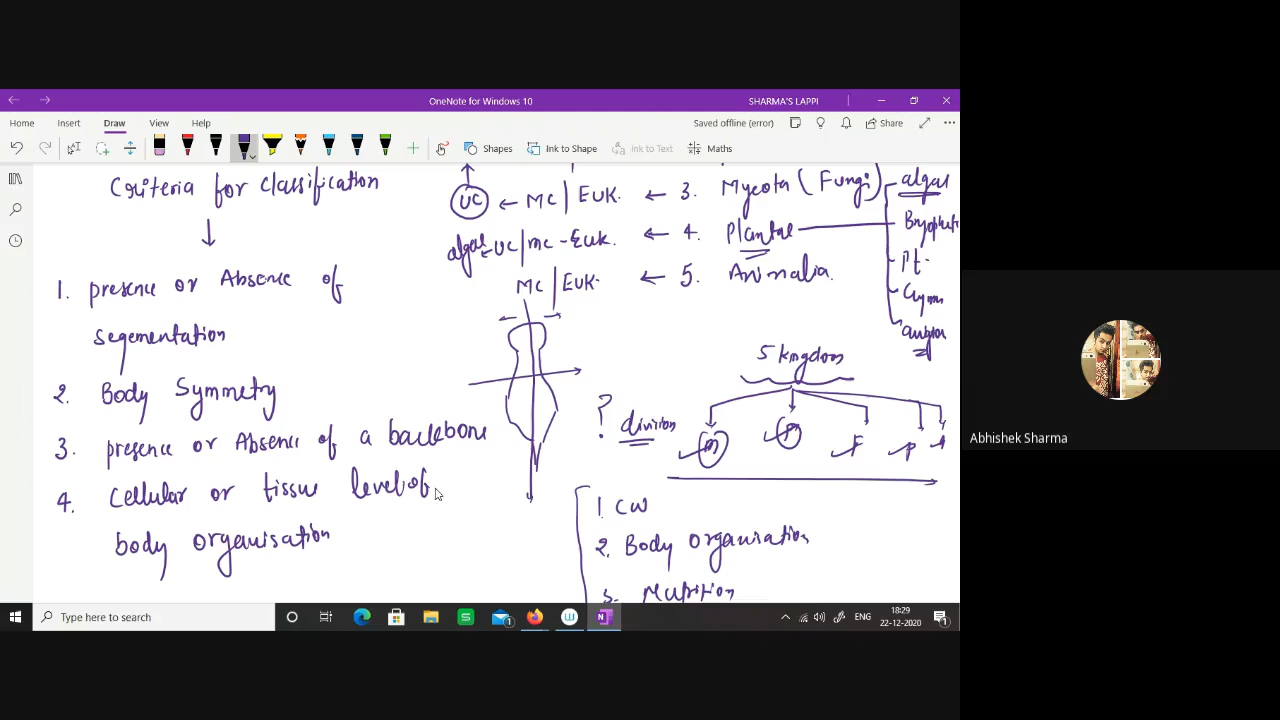 OneNote for Windows 10
SHARMA'S LAPPI
Home Insert Draw View Help
Saved offline (error)
Share
Shapes
Ink to Shape
Ink to Text
Maths
Criteria for classification
1. presence or Absence of
segementation
2. Body Symmetry
3. presence or Absence of a backbone
4. Cellular or tissue level of
body organisation
UC ← MC | EUK. ← 3. Mycota (Fungi)
algae UC/mc - Euk. ← 4. Plantae
MC | EUK. ← 5. Animalia
algae
Pt.
Gymn
5 kingdom
? division
M P F P A
1. CW
2. Body organisation
3. Nutrition
Abhishek Sharma
Type here to search
ENG
18:29
22-12-2020